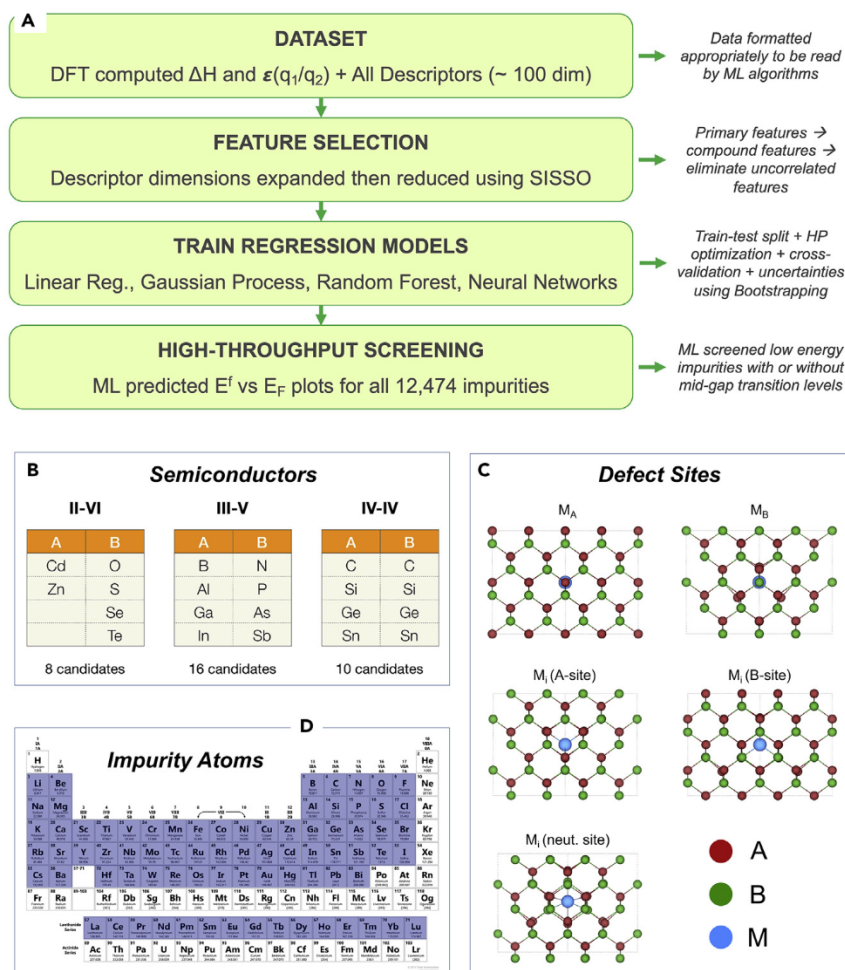 A
DATASET
DFT computed ΔH and ε(q₁/q₂) + All Descriptors (~ 100 dim)
Data formatted
appropriately to be read
by ML algorithms
FEATURE SELECTION
Descriptor dimensions expanded then reduced using SISSO
Primary features →
compound features →
eliminate uncorrelated
features
TRAIN REGRESSION MODELS
Linear Reg., Gaussian Process, Random Forest, Neural Networks
Train-test split + HP
optimization + cross-
validation + uncertainties
using Bootstrapping
HIGH-THROUGHPUT SCREENING
ML predicted Eᶠ vs E_F plots for all 12,474 impurities
ML screened low energy
impurities with or without
mid-gap transition levels
B
Semiconductors
II-VI III-V IV-IV
A B A B A B
Cd O B N C C
Zn S Al P Si Si
Se Ga As Ge Ge
Te In Sb Sn Sn
8 candidates 16 candidates 10 candidates
C
Defect Sites
M_A M_B
M_i (A-site) M_i (B-site)
M_i (neut. site)
A
B
M
D
Impurity Atoms
H He
Li Be B C N O F Ne
Na Mg Al Si P S Cl Ar
K Ca Sc Ti V Cr Mn Fe Co Ni Cu Zn Ga Ge As Se Br Kr
Rb Sr Y Zr Nb Mo Tc Ru Rh Pd Ag Cd In Sn Sb Te I Xe
Cs Ba Hf Ta W Re Os Ir Pt Au Hg Tl Pb Bi Po At Rn
Fr Ra Rf Db Sg Bh Hs Mt Ds Rg Cn Nh Fl Mc Lv Ts Og
Lanthanide Series La Ce Pr Nd Pm Sm Eu Gd Tb Dy Ho Er Tm Yb Lu
Actinide Series Ac Th Pa U Np Pu Am Cm Bk Cf Es Fm Md No Lr